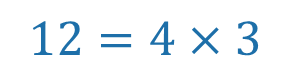 12 = 4 × 3